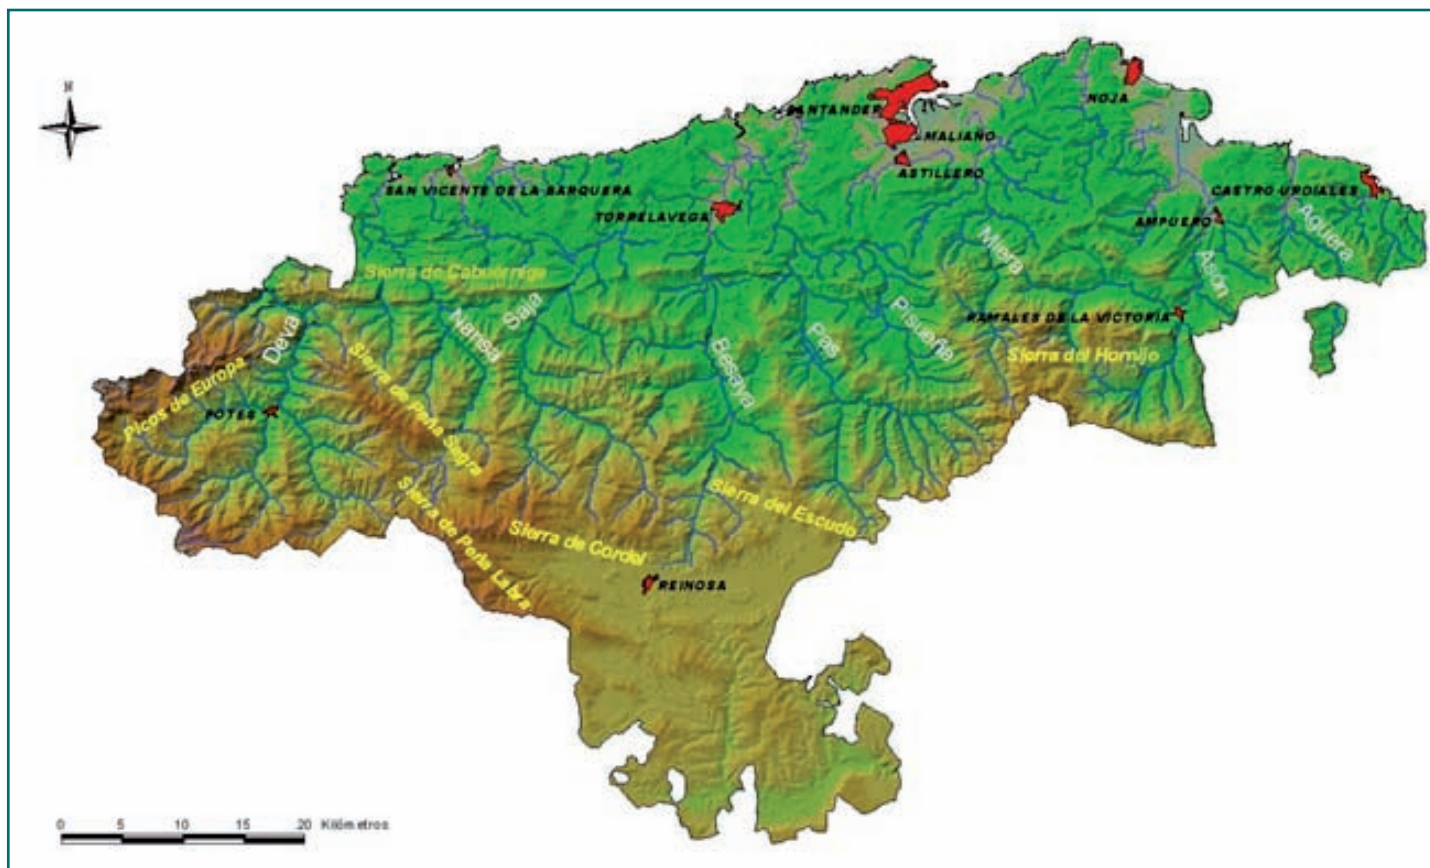 N
NOJA
SANTANDER
MALIAÑO
ASTILLERO
SAN VICENTE DE LA BARQUERA
CASTRO URDIALES
TORRELAVEGA
AMPUERO
Agüera
Miera
Asón
Sierra de Cabuérniga
Saja
Nansa
Deva
Pisueña
RAMALES DE LA VICTORIA
Pas
Besaya
Sierra del Hornijo
Picos de Europa
Sierra de Peña Sagra
POTES
Sierra del Escudo
Sierra de Cordel
Sierra de Peña Labra
REINOSA
0 5 10 15 20 Kilómetros